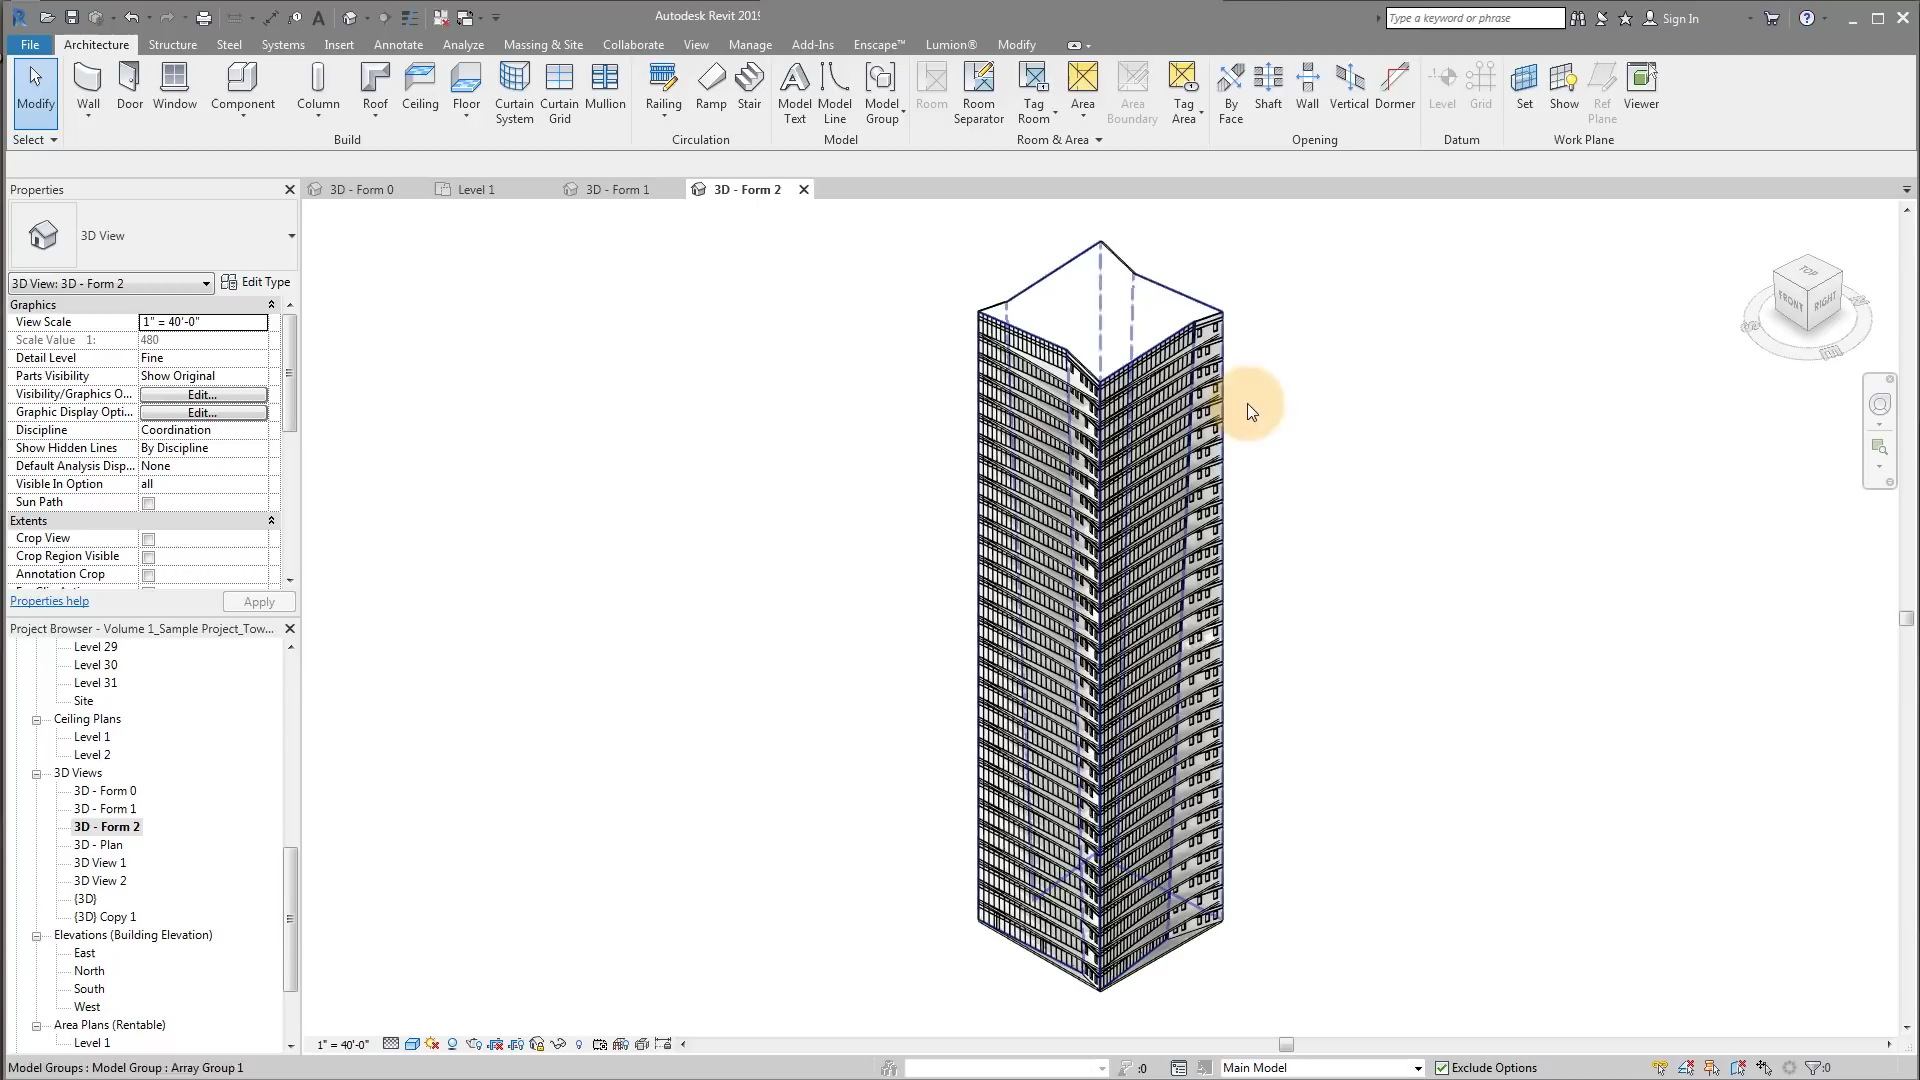 Autodesk Revit 2019
Type a keyword or phrase
Sign In
File
Architecture
Structure
Steel
Systems
Insert
Annotate
Analyze
Massing & Site
Collaborate
View
Manage
Add-Ins
Enscape™
Lumion®
Modify
Modify
Wall
Door
Window
Component
Column
Roof
Ceiling
Floor
Curtain System
Curtain Grid
Mullion
Railing
Ramp
Stair
Model Text
Model Line
Model Group
Room
Room Separator
Tag Room
Area
Area Boundary
Tag Area
By Face
Shaft
Wall
Vertical
Dormer
Level
Grid
Set
Show
Ref Plane
Viewer
Select
Build
Circulation
Model
Room & Area
Opening
Datum
Work Plane
Properties
3D - Form 0
Level 1
3D - Form 1
3D - Form 2
3D View
3D View: 3D - Form 2
Edit Type
Graphics
View Scale 1" = 40'-0"
Scale Value 1: 480
Detail Level Fine
Parts Visibility Show Original
Visibility/Graphics O... Edit...
Graphic Display Opti... Edit...
Discipline Coordination
Show Hidden Lines By Discipline
Default Analysis Disp... None
Visible In Option all
Sun Path
Extents
Crop View
Crop Region Visible
Annotation Crop
Properties help
Apply
Project Browser - Volume 1_Sample Project_Tow...
Level 29
Level 30
Level 31
Site
Ceiling Plans
Level 1
Level 2
3D Views
3D - Form 0
3D - Form 1
3D - Form 2
3D - Plan
3D View 1
3D View 2
{3D}
{3D} Copy 1
Elevations (Building Elevation)
East
North
South
West
Area Plans (Rentable)
Level 1
TOP
FRONT
RIGHT
1" = 40'-0"
Model Groups : Model Group : Array Group 1
:0
Main Model
Exclude Options
:0